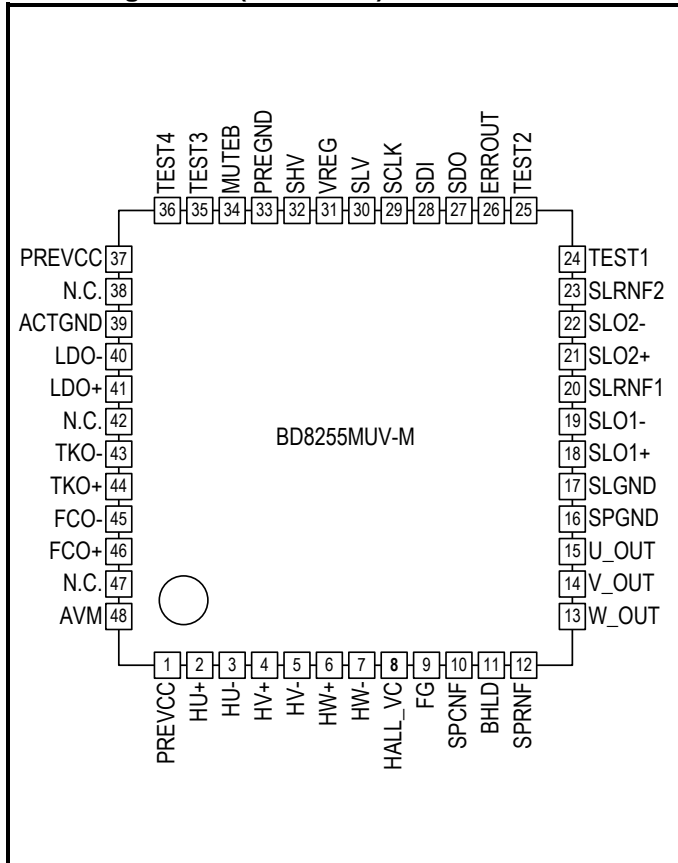 TEST4
TEST3
MUTEB
PREGND
SHV
VREG
SLV
SCLK
SDI
SDO
ERROUT
TEST2
36 35 34 33 32 31 30 29 28 27 26 25
PREVCC 37
N.C. 38
ACTGND 39
LDO- 40
LDO+ 41
N.C. 42
TKO- 43
TKO+ 44
FCO- 45
FCO+ 46
N.C. 47
AVM 48
BD8255MUV-M
24 TEST1
23 SLRNF2
22 SLO2-
21 SLO2+
20 SLRNF1
19 SLO1-
18 SLO1+
17 SLGND
16 SPGND
15 U_OUT
14 V_OUT
13 W_OUT
1 2 3 4 5 6 7 8 9 10 11 12
PREVCC
HU+
HU-
HV+
HV-
HW+
HW-
HALL_VC
FG
SPCNF
BHLD
SPRNF